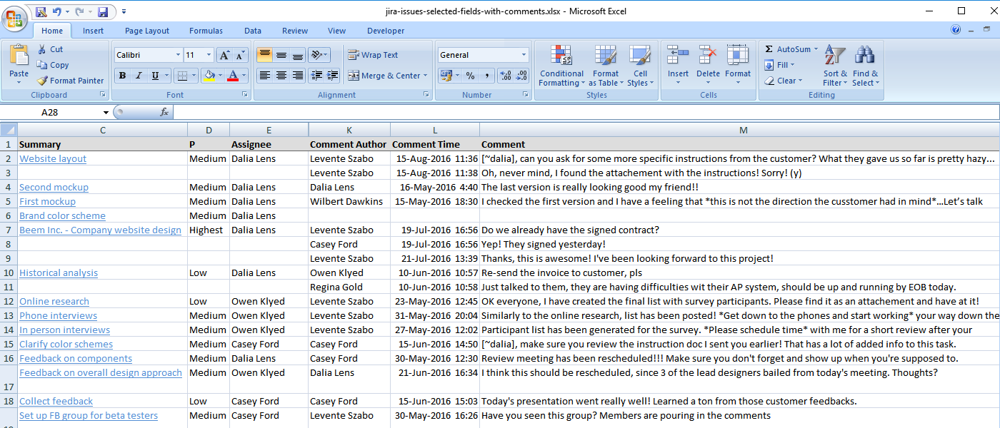 jira-issues-selected-fields-with-comments.xlsx - Microsoft Excel
Home Insert Page Layout Formulas Data Review View Developer
Paste Cut Copy Format Painter Clipboard
Calibri 11 A A B I U A Font
Wrap Text Merge & Center Alignment
General % , .00 Number
Conditional Formatting Format as Table Cell Styles Styles
Insert Delete Format Cells
Σ AutoSum Fill Clear Sort & Filter Find & Select Editing
A28 fx
C D E K L M
1 Summary P Assignee Comment Author Comment Time Comment
2 Website layout Medium Dalia Lens Levente Szabo 15-Aug-2016 11:36 [~dalia], can you ask for some more specific instructions from the customer? What they gave us so far is pretty hazy...
3 Levente Szabo 15-Aug-2016 11:38 Oh, never mind, I found the attachement with the instructions! Sorry! (y)
4 Second mockup Medium Dalia Lens Dalia Lens 16-May-2016 4:40 The last version is really looking good my friend!!
5 First mockup Medium Dalia Lens Wilbert Dawkins 15-May-2016 18:30 I checked the first version and I have a feeling that *this is not the direction the cusstomer had in mind*...Let's talk
6 Brand color scheme Medium Dalia Lens
7 Beem Inc. - Company website design Highest Dalia Lens Levente Szabo 19-Jul-2016 16:56 Do we already have the signed contract?
8 Casey Ford 19-Jul-2016 16:56 Yep! They signed yesterday!
9 Levente Szabo 21-Jul-2016 13:39 Thanks, this is awesome! I've been looking forward to this project!
10 Historical analysis Low Dalia Lens Owen Klyed 10-Jun-2016 10:57 Re-send the invoice to customer, pls
11 Regina Gold 10-Jun-2016 10:58 Just talked to them, they are having difficulties wit their AP system, should be up and running by EOB today.
12 Online research Low Owen Klyed Levente Szabo 23-May-2016 12:45 OK everyone, I have created the final list with survey participants. Please find it as an attachement and have at it!
13 Phone interviews Medium Owen Klyed Levente Szabo 31-May-2016 20:04 Similarly to the online research, list has been posted! *Get down to the phones and start working* your way down the
14 In person interviews Medium Owen Klyed Levente Szabo 27-May-2016 12:02 Participant list has been generated for the survey. *Please schedule time* with me for a short review after your
15 Clarify color schemes Medium Casey Ford Casey Ford 15-Jun-2016 14:50 [~dalia], make sure you review the instruction doc I sent you earlier! That has a lot of added info to this task.
16 Feedback on components Medium Dalia Lens Casey Ford 30-May-2016 12:30 Review meeting has been rescheduled!!! Make sure you don't forget and show up when you're supposed to.
Feedback on overall design approach Medium Owen Klyed Dalia Lens 21-Jun-2016 16:34 I think this should be rescheduled, since 3 of the lead designers bailed from today's meeting. Thoughts?
17
18 Collect feedback Low Casey Ford Casey Ford 15-Jun-2016 15:03 Today's presentation went really well! Learned a ton from those customer feedbacks.
Set up FB group for beta testers Medium Casey Ford Levente Szabo 30-May-2016 16:26 Have you seen this group? Members are pouring in the comments